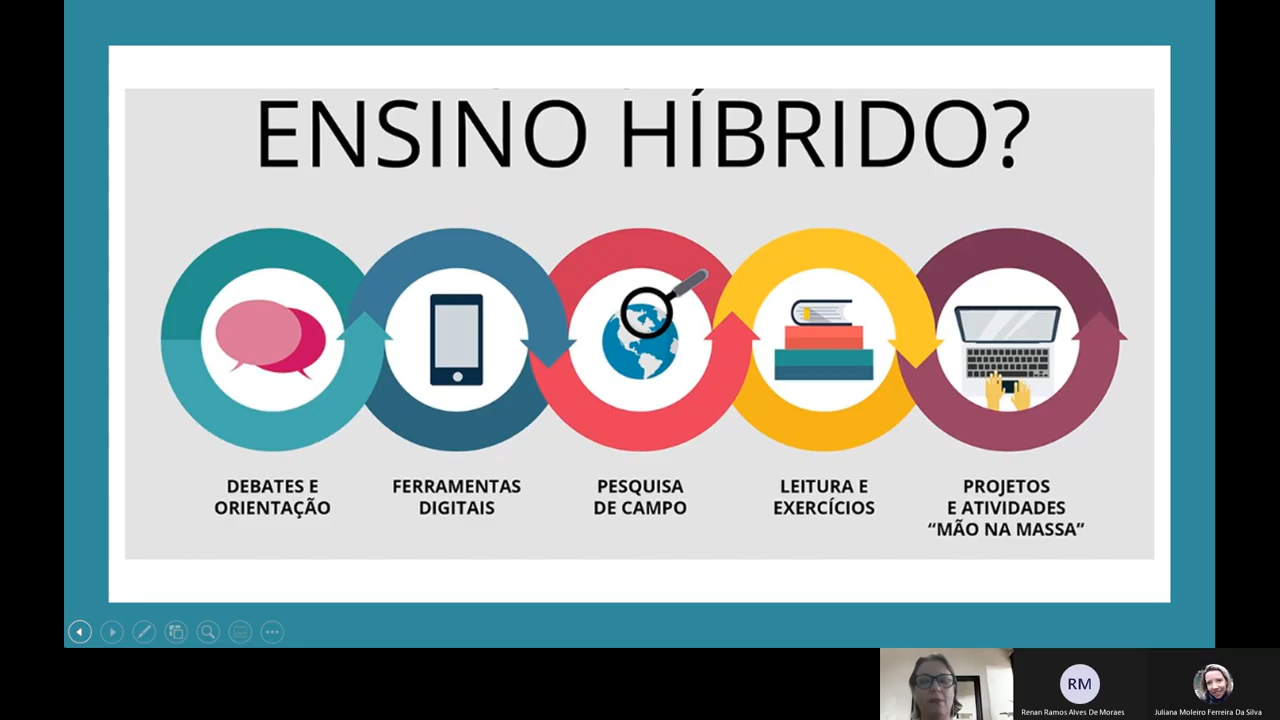 ENSINO HÍBRIDO?
DEBATES E
ORIENTAÇÃO
FERRAMENTAS
DIGITAIS
PESQUISA
DE CAMPO
LEITURA E
EXERCÍCIOS
PROJETOS
E ATIVIDADES
“MÃO NA MASSA”
RM
Renan Ramos Alves De Moraes
Juliana Moleiro Ferreira Da Silva